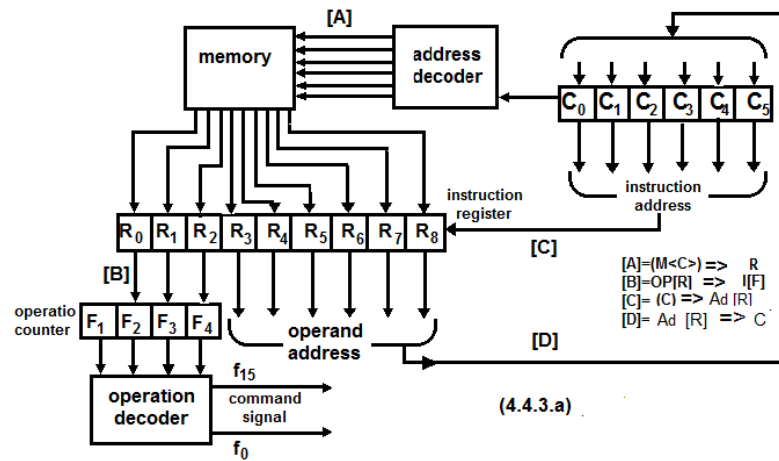 [A]
memory
address
decoder
C0 C1 C2 C3 C4 C5
instruction
address
instruction
register
R0 R1 R2 R3 R4 R5 R6 R7 R8
[C]
[B]
[A]=(M<C>) => R
[B]=OP[R] => I[F]
[C]= (C) => Ad [R]
[D]= Ad [R] => C
operatio
counter
F1 F2 F3 F4
operand
address
[D]
operation
decoder
f15
command
signal
f0
(4.4.3.a)